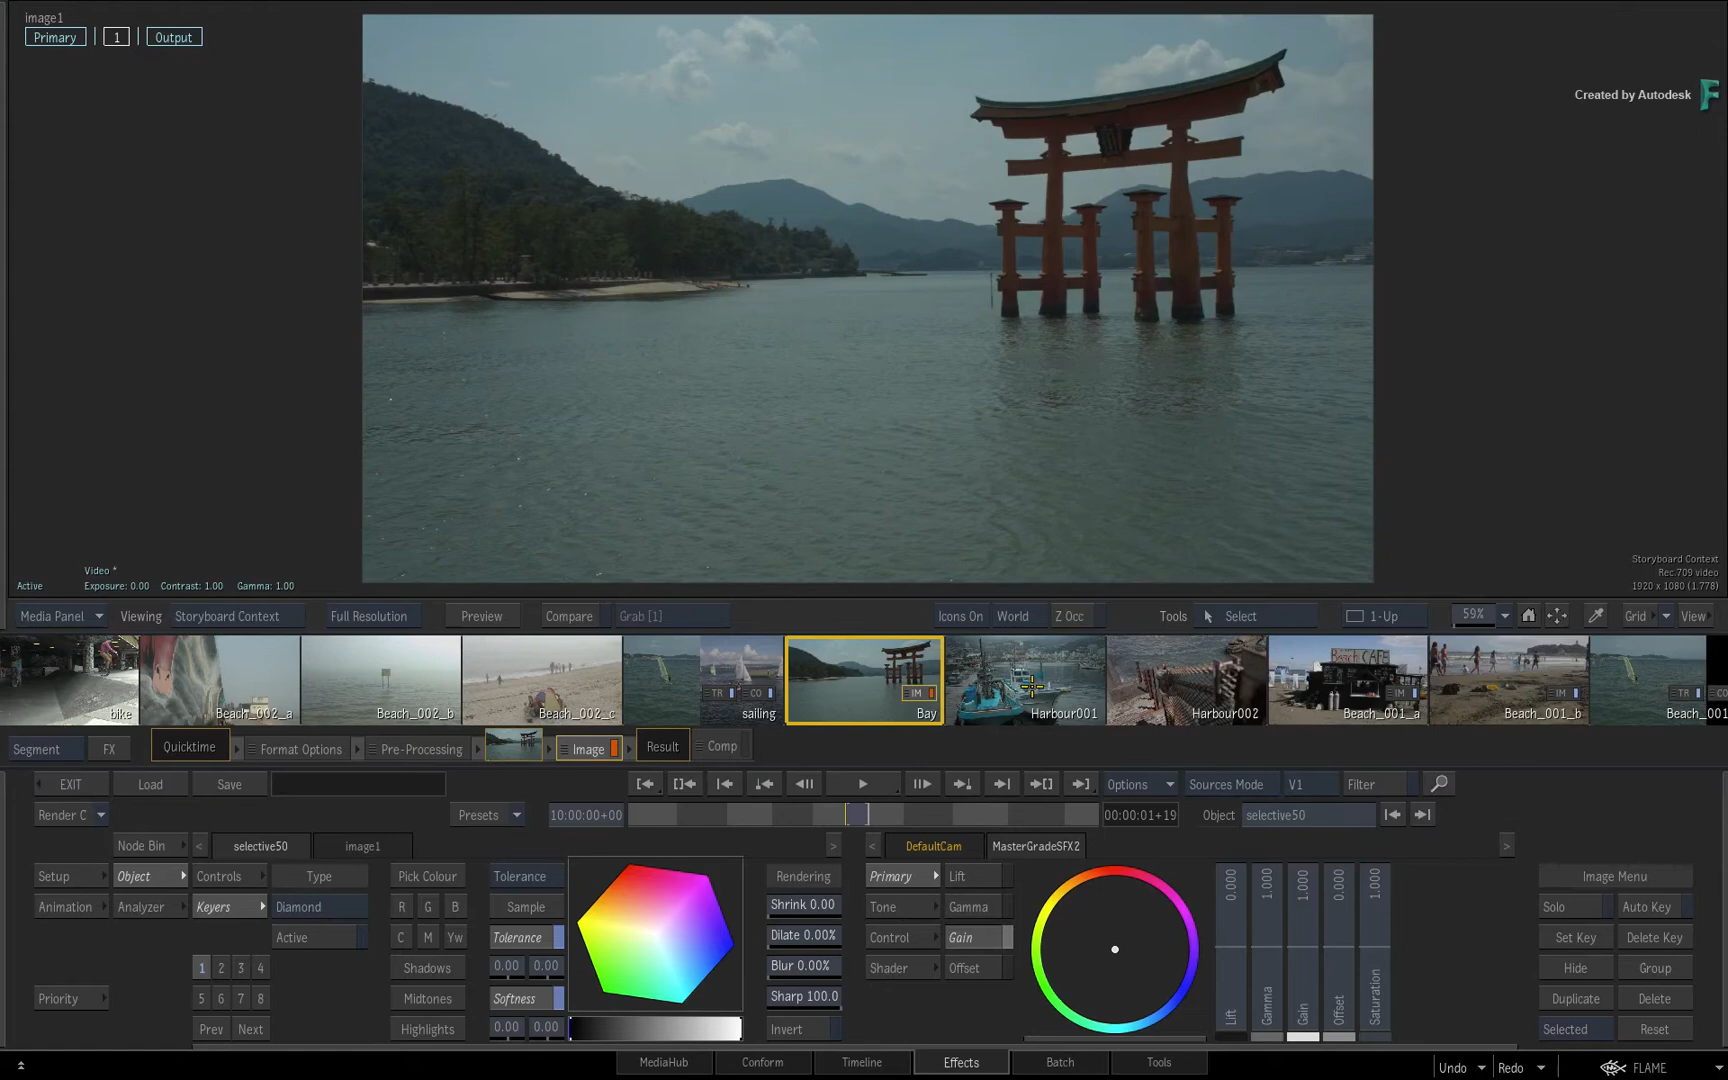 image1
Primary | 1 | Output
Created by Autodesk
Video *
Active Exposure: 0.00 Contrast: 1.00 Gamma: 1.00
Storyboard Context
Rec.709 video
1920 x 1080 (1.778)
Media Panel Viewing Storyboard Context Full Resolution Preview Compare Grab [1] Icons On World Z Occ Tools Select 1-Up 59% Grid View
TR CO IM IM IM TR CO
bike Beach_002_a Beach_002_b Beach_002_c sailing Bay Harbour001 Harbour002 Beach_001_a Beach_001_b Beach_001
Segment FX Quicktime Format Options Pre-Processing Image Result Comp
EXIT Load Save Options Sources Mode V1 Filter
Render C Presets 10:00:00+00 00:00:01+19 Object selective50
Node Bin < selective50 image1 > < DefaultCam MasterGradeSFX2 >
Setup Object Controls Type Pick Colour Tolerance Rendering Primary Lift 0.000 1.000 1.000 0.000 1.000 Image Menu
Animation Analyzer Keyers Diamond R G B Sample Shrink 0.00 Tone Gamma Solo Auto Key
Active C M Yw Tolerance Dilate 0.00% Control Gain Set Key Delete Key
1 2 3 4 Shadows 0.00 0.00 Blur 0.00% Shader Offset Hide Group
Priority 5 6 7 8 Midtones Softness Sharp 100.0 Lift Gamma Gain Offset Saturation Duplicate Delete
Prev Next Highlights 0.00 0.00 Invert Selected Reset
MediaHub Conform Timeline Effects Batch Tools Undo Redo FLAME